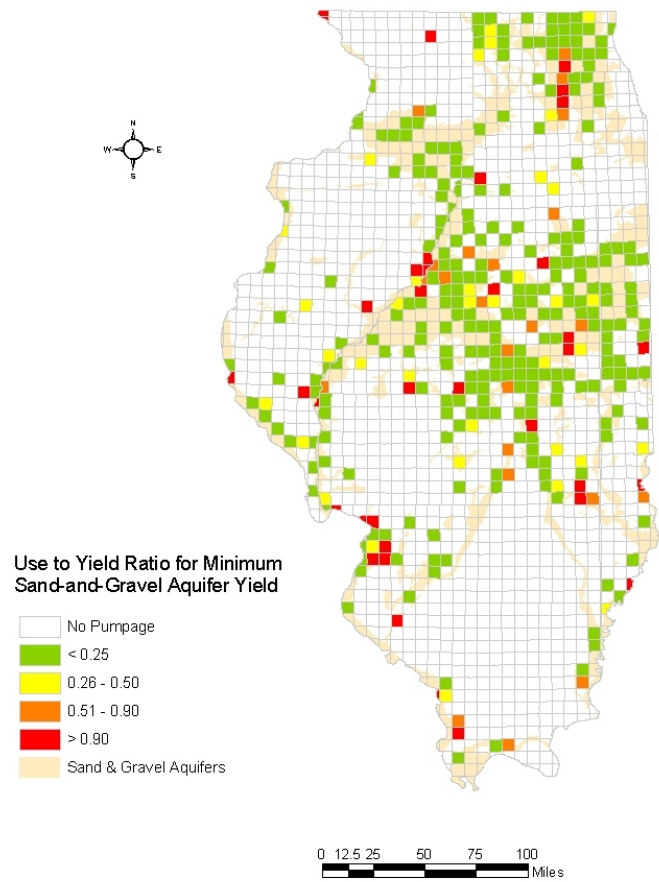 N
W E
S
Use to Yield Ratio for Minimum
Sand-and-Gravel Aquifer Yield
No Pumpage
< 0.25
0.26 - 0.50
0.51 - 0.90
> 0.90
Sand & Gravel Aquifers
0 12.5 25 50 75 100
Miles